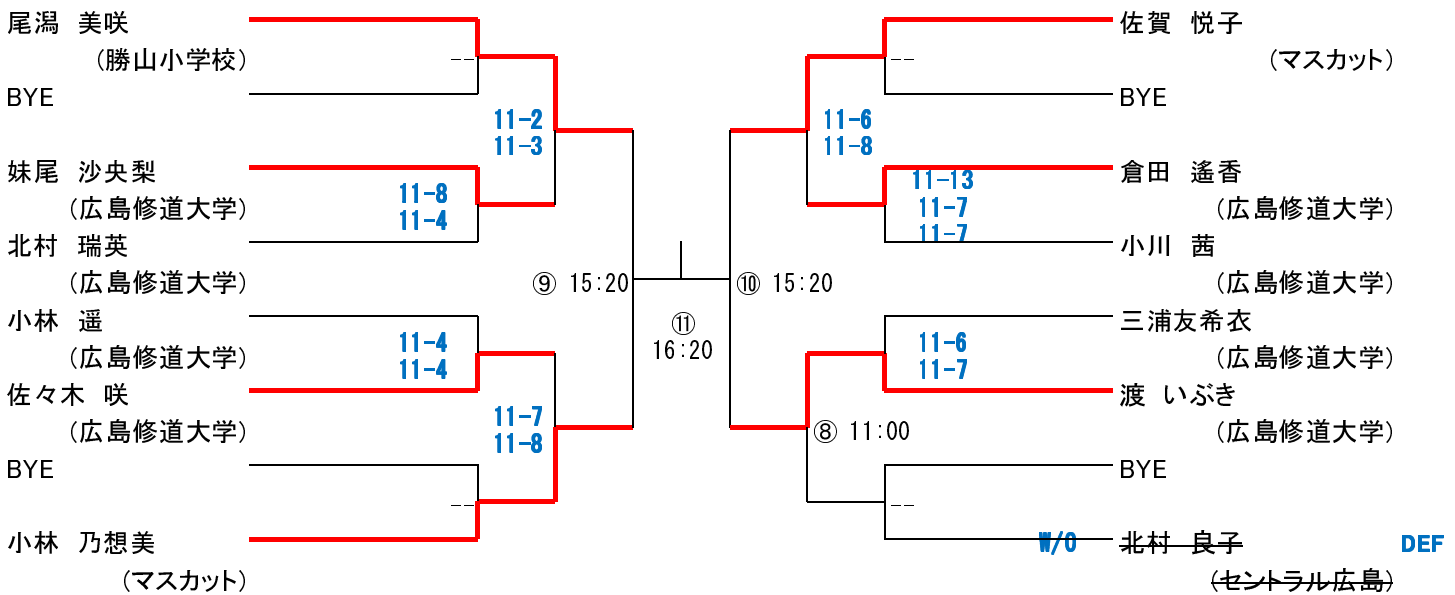 尾潟 美咲
(勝山小学校)
BYE
妹尾 沙央梨
(広島修道大学)
北村 瑞英
(広島修道大学)
小林 遥
(広島修道大学)
佐々木 咲
(広島修道大学)
BYE
小林 乃想美
(マスカット)
--
11-2
11-3
11-8
11-4
11-4
11-4
11-7
11-8
--
⑨ 15:20
⑪
16:20
⑩ 15:20
--
11-6
11-8
11-13
11-7
11-7
11-6
11-7
⑧ 11:00
--
W/O
佐賀 悦子
(マスカット)
BYE
倉田 遙香
(広島修道大学)
小川 茜
(広島修道大学)
三浦友希衣
(広島修道大学)
渡 いぶき
(広島修道大学)
BYE
北村 良子 DEF
(セントラル広島)